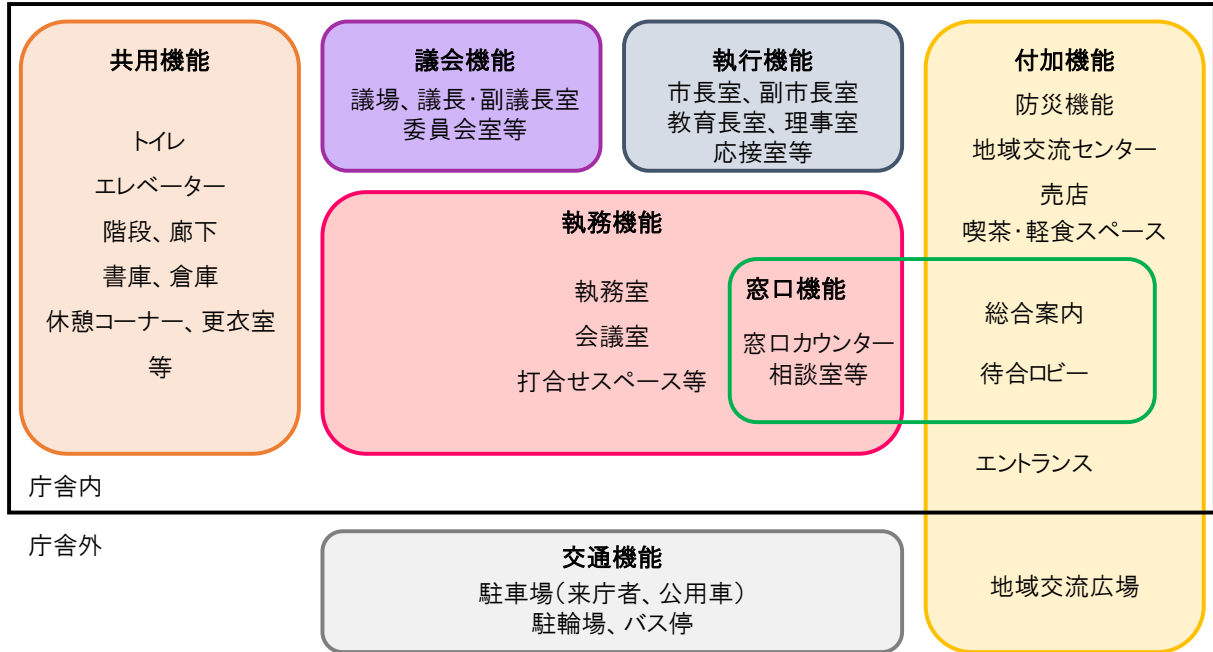 共用機能
トイレ
エレベーター
階段、廊下
書庫、倉庫
休憩コーナー、更衣室
等
議会機能
議場、議長・副議長室
委員会室等
執行機能
市長室、副市長室
教育長室、理事室
応接室等
執務機能
執務室
会議室
打合せスペース等
窓口機能
窓口カウンター
相談室等
付加機能
防災機能
地域交流センター
売店
喫茶・軽食スペース
総合案内
待合ロビー
エントランス
地域交流広場
庁舎内
庁舎外
交通機能
駐車場(来庁者、公用車)
駐輪場、バス停